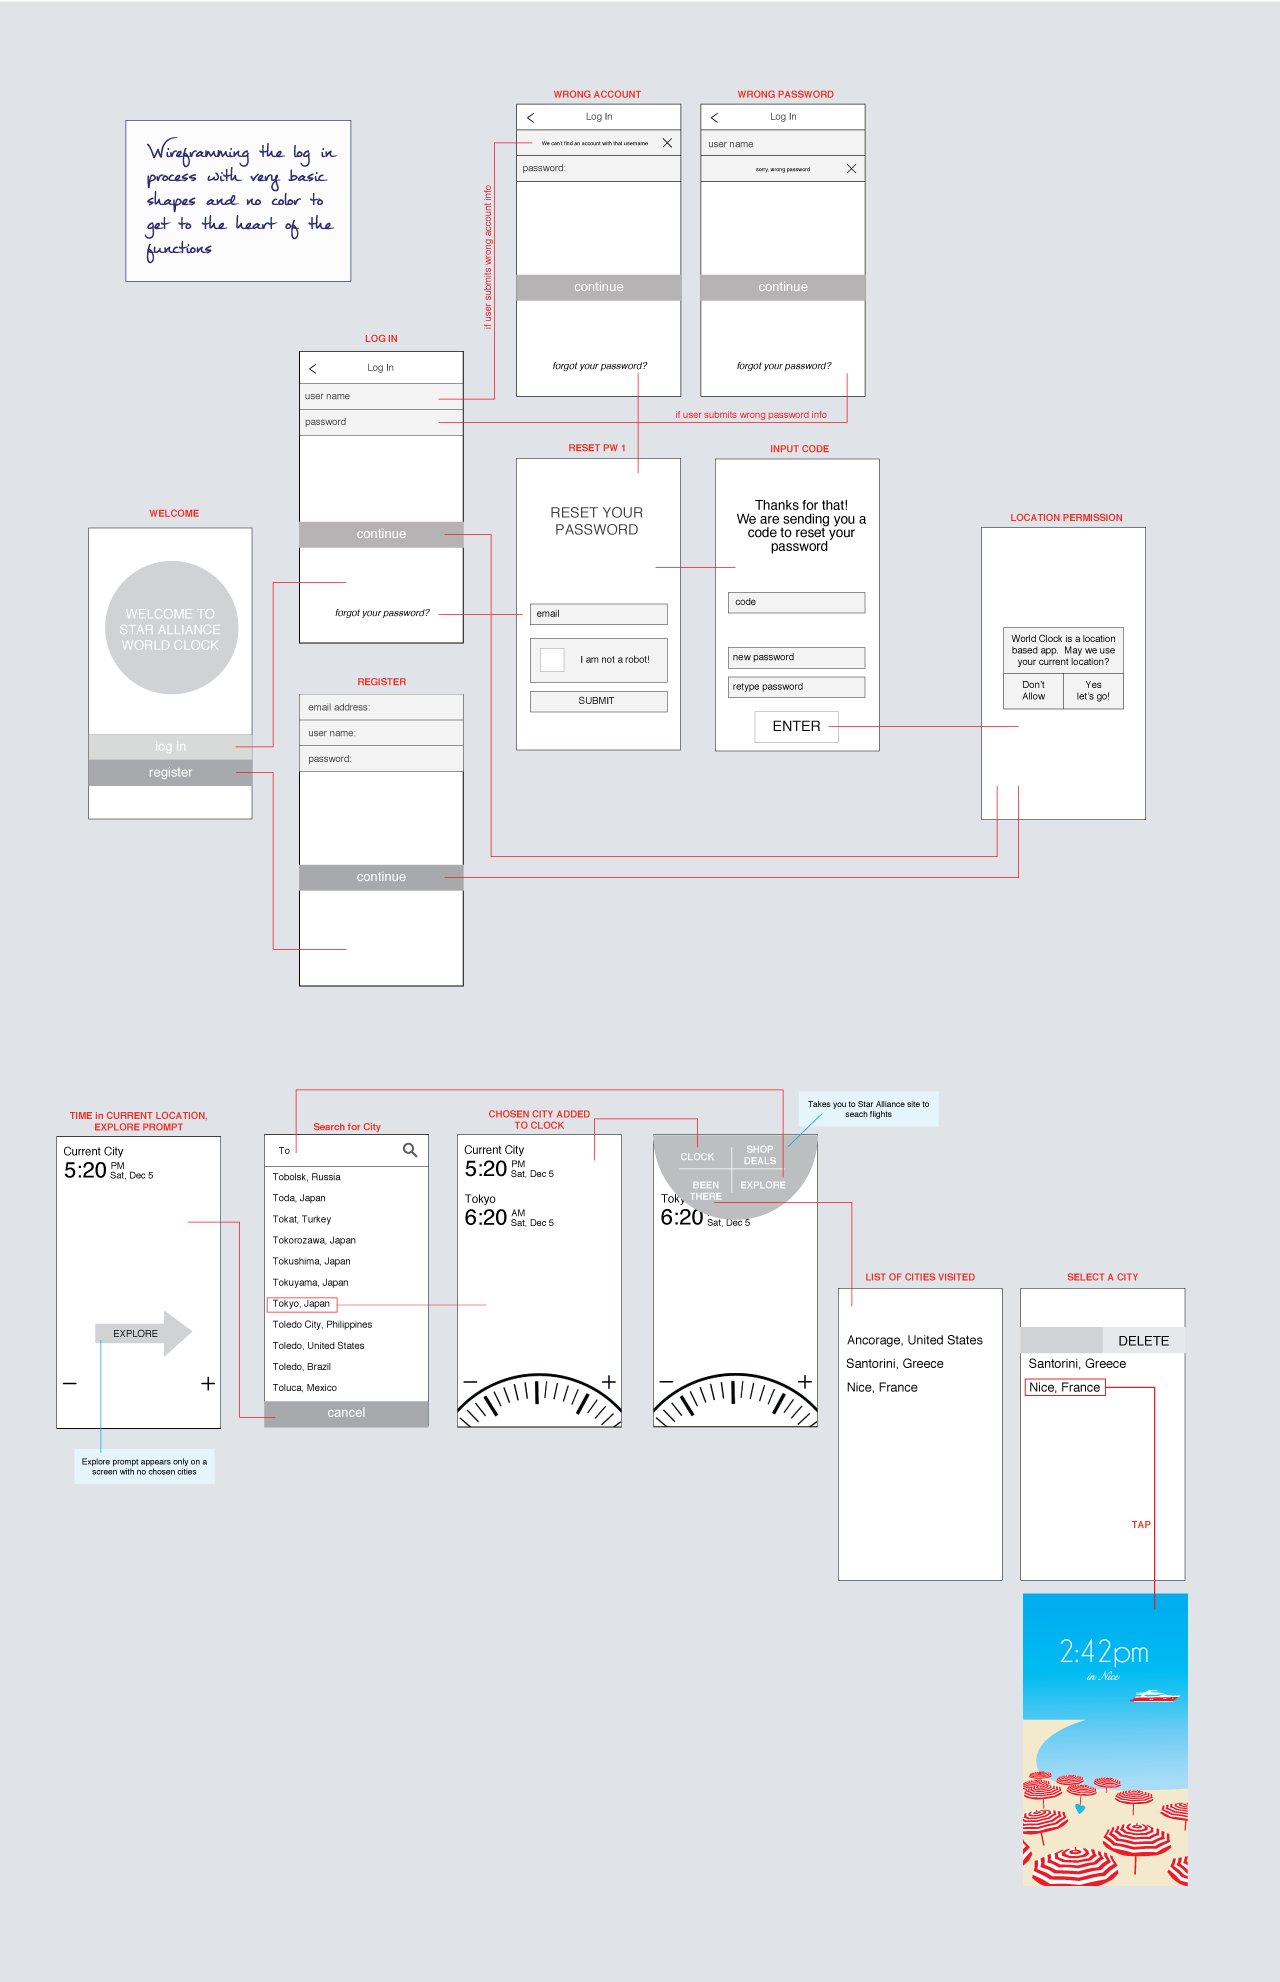 WRONG ACCOUNT
WRONG PASSWORD
Wireframming the log in
process with very basic
shapes and no color to
get to the heart of the
functions
Log In
We can't find an account with that username
password:
continue
forgot your password?
Log In
user name
sorry, wrong password
continue
forgot your password?
if user submits wrong account info
if user submits wrong password info
LOG IN
Log In
user name
password
continue
forgot your password?
RESET PW 1
RESET YOUR
PASSWORD
email
I am not a robot!
SUBMIT
INPUT CODE
Thanks for that!
We are sending you a
code to reset your
password
code
new password
retype password
ENTER
LOCATION PERMISSION
World Clock is a location
based app. May we use
your current location?
Don't
Allow
Yes
let's go!
WELCOME
WELCOME TO
STAR ALLIANCE
WORLD CLOCK
log in
register
REGISTER
email address:
user name:
password:
continue
TIME in CURRENT LOCATION,
EXPLORE PROMPT
Current City
5:20 PM
Sat, Dec 5
EXPLORE
Explore prompt appears only on a
screen with no chosen cities
Search for City
To
Tobolsk, Russia
Toda, Japan
Tokat, Turkey
Tokorozawa, Japan
Tokushima, Japan
Tokuyama, Japan
Tokyo, Japan
Toledo City, Philippines
Toledo, United States
Toledo, Brazil
Toluca, Mexico
cancel
CHOSEN CITY ADDED
TO CLOCK
Current City
5:20 PM
Sat, Dec 5
Tokyo
6:20 AM
Sat, Dec 5
Takes you to Star Alliance site to
seach flights
CLOCK
SHOP
DEALS
BEEN
THERE
EXPLORE
Toky
6:20
Sat, Dec 5
LIST OF CITIES VISITED
Ancorage, United States
Santorini, Greece
Nice, France
SELECT A CITY
DELETE
Santorini, Greece
Nice, France
TAP
2:42pm
in Nice